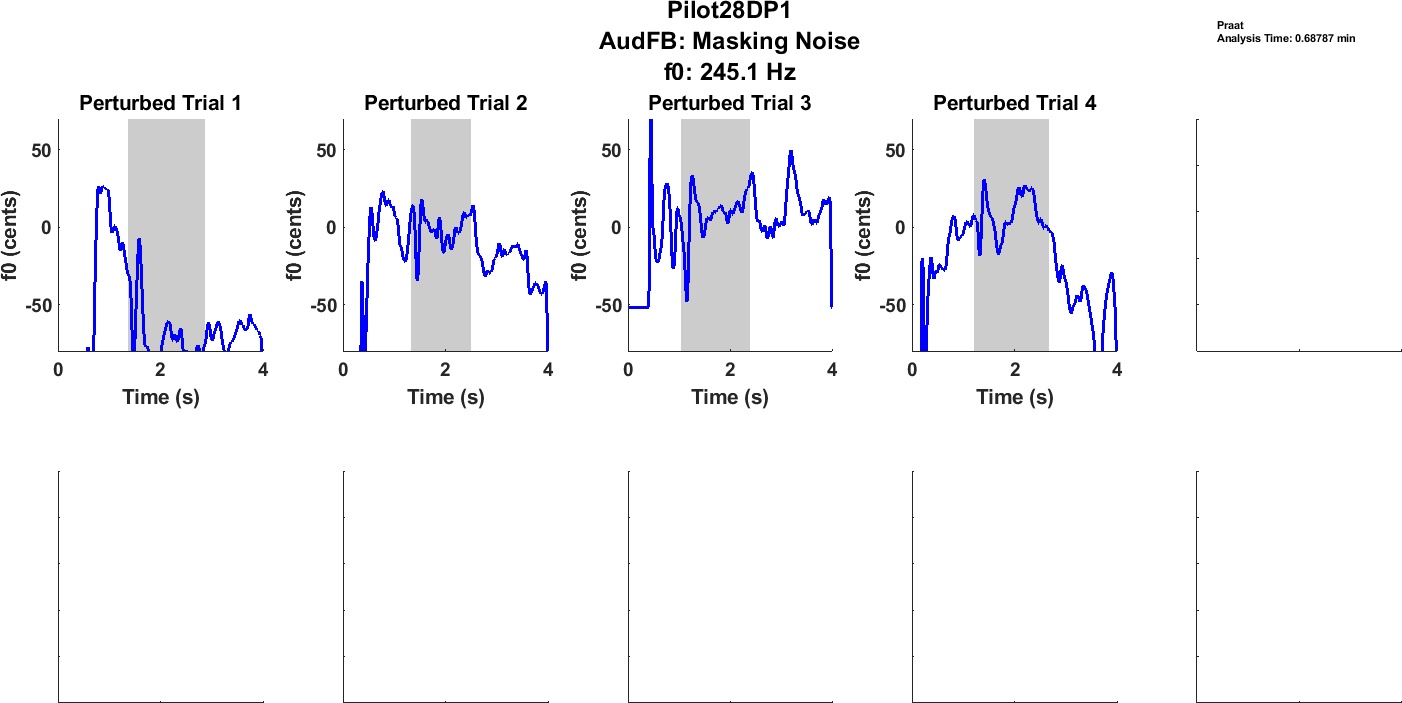 Pilot28DP1
AudFB: Masking Noise
f0: 245.1 Hz
Praat
Analysis Time: 0.68787 min
Perturbed Trial 1
50
0
-50
f0 (cents)
0 2 4
Time (s)
Perturbed Trial 2
50
0
-50
f0 (cents)
0 2 4
Time (s)
Perturbed Trial 3
50
0
-50
f0 (cents)
0 2 4
Time (s)
Perturbed Trial 4
50
0
-50
f0 (cents)
0 2 4
Time (s)